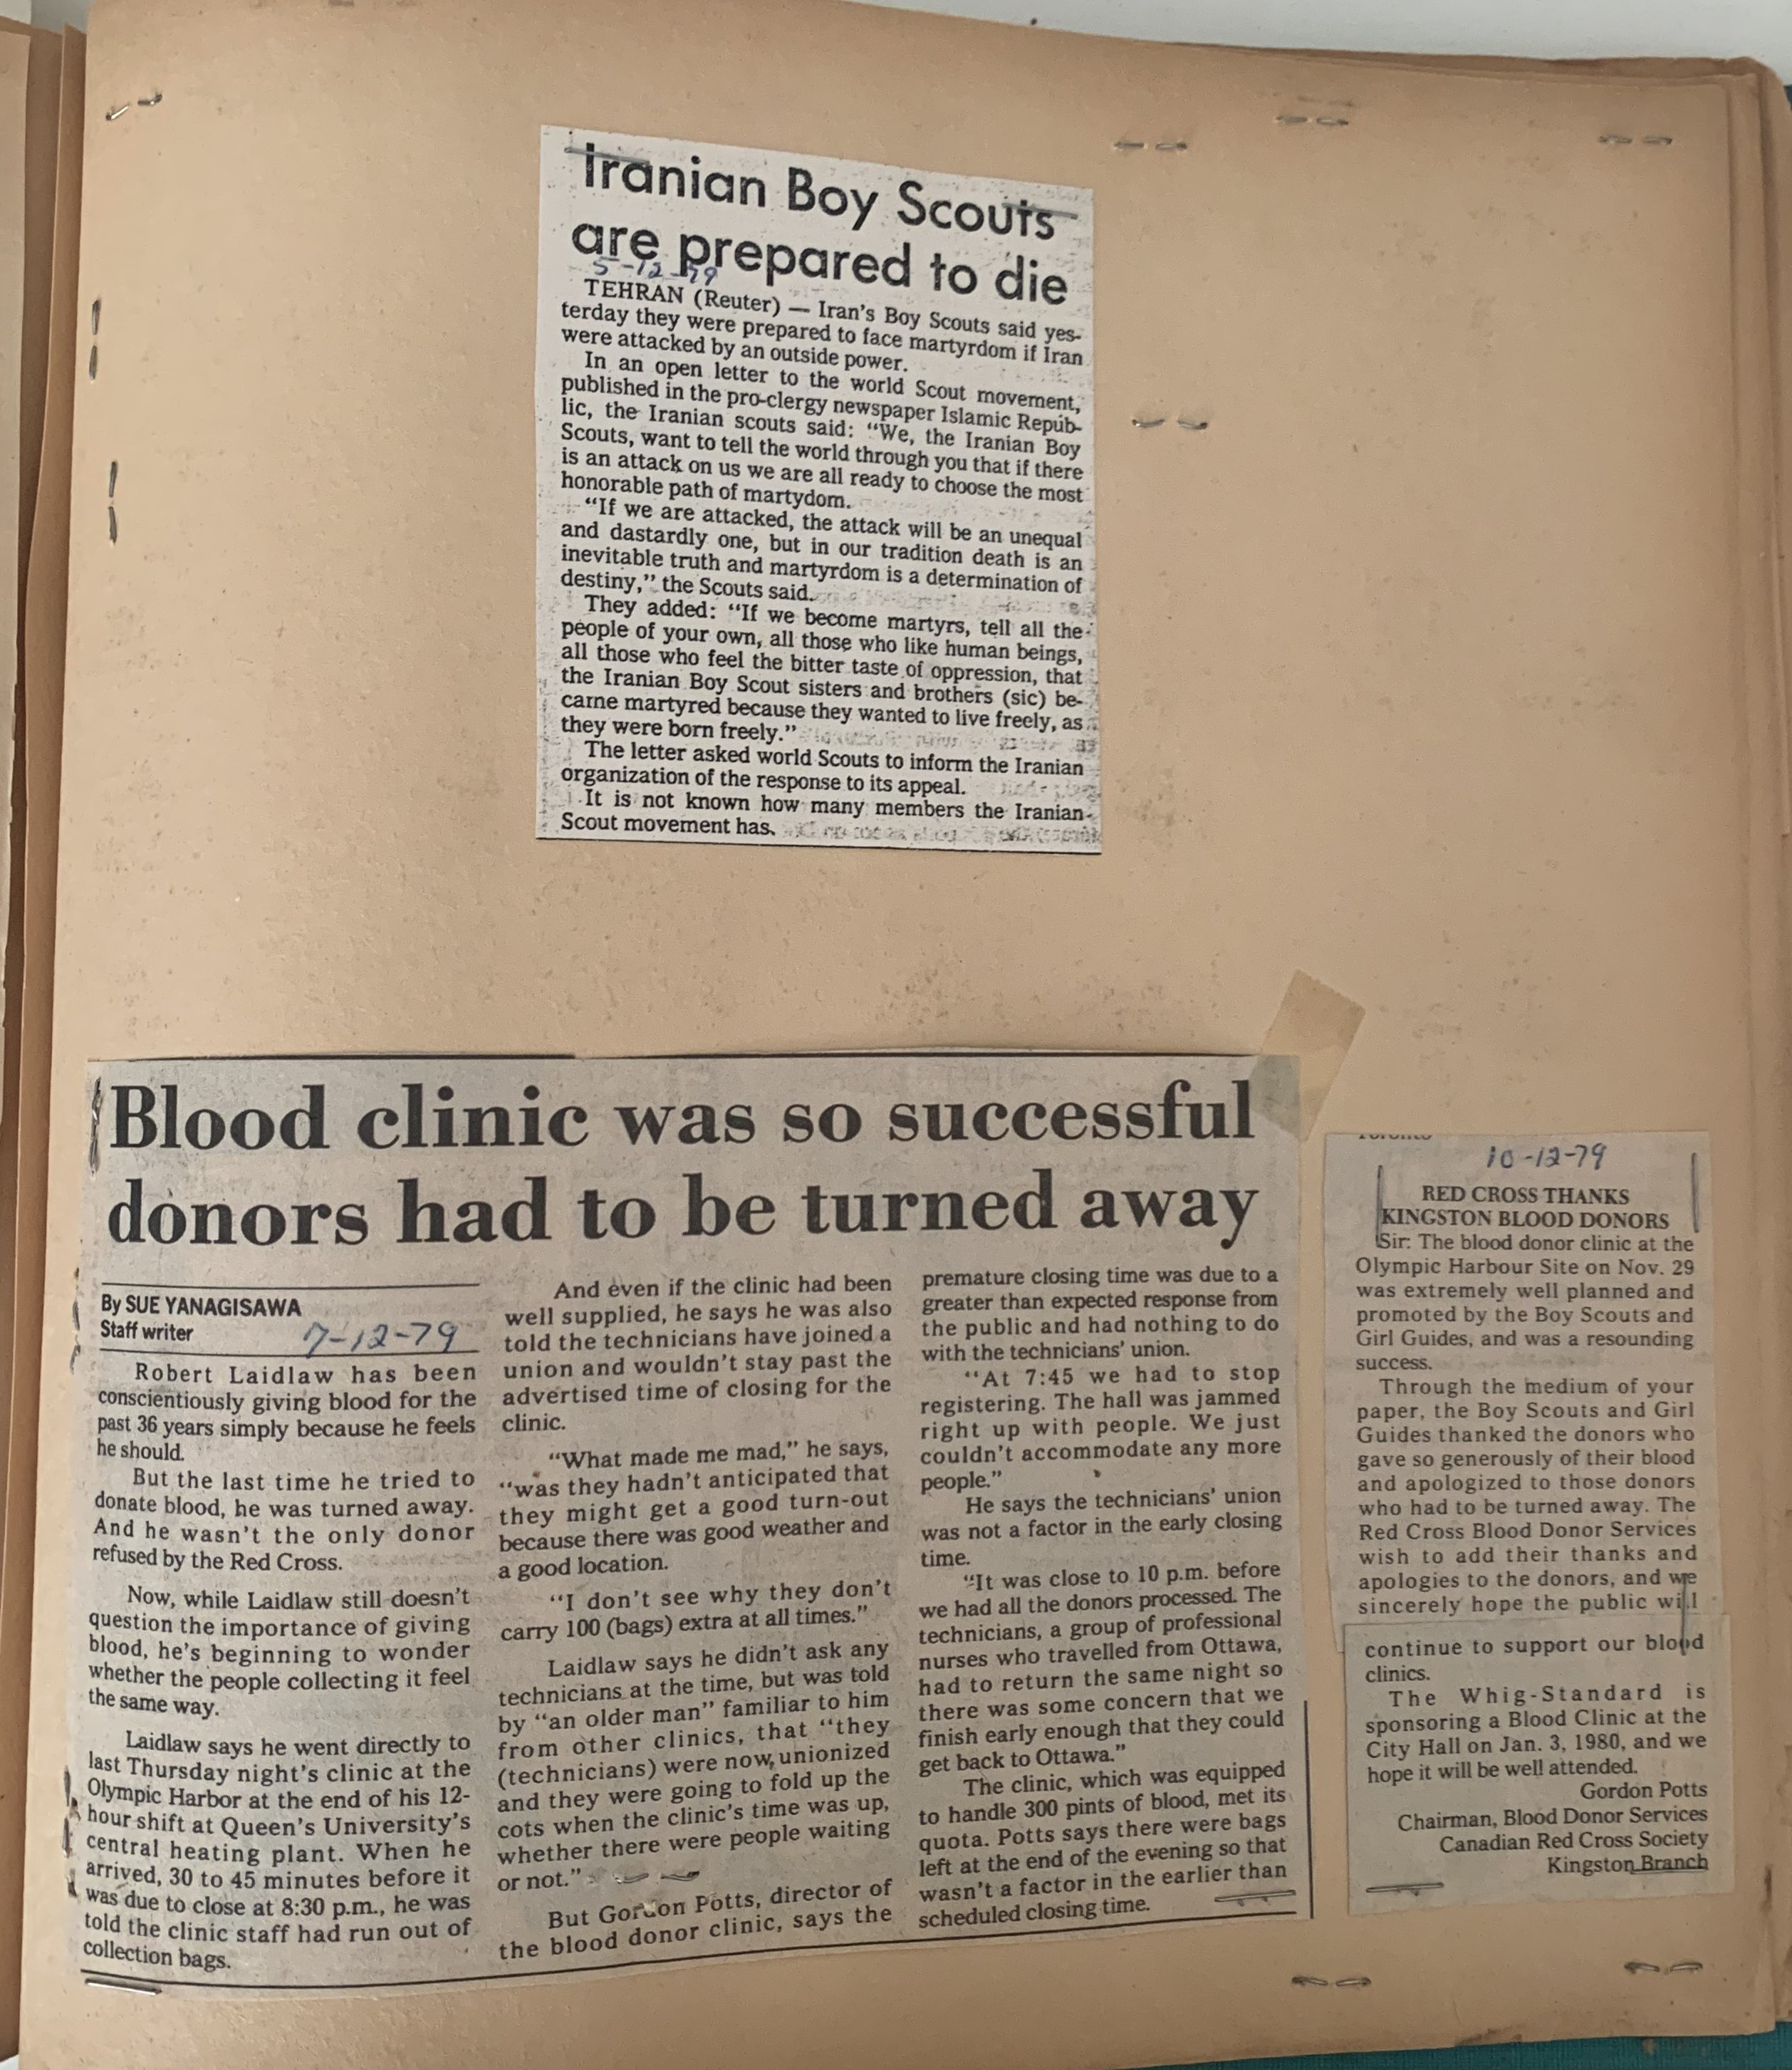 Iranian Boy Scouts
are prepared to die
5-12-79
TEHRAN (Reuter) — Iran's Boy Scouts said yes-
terday they were prepared to face martyrdom if Iran
were attacked by an outside power.
In an open letter to the world Scout movement,
published in the pro-clergy newspaper Islamic Repub-
lic, the Iranian scouts said: “We, the Iranian Boy
Scouts, want to tell the world through you that if there
is an attack on us we are all ready to choose the most
honorable path of martydom.
“If we are attacked, the attack will be an unequal
and dastardly one, but in our tradition death is an
inevitable truth and martyrdom is a determination of
destiny,” the Scouts said.
They added: “If we become martyrs, tell all the
people of your own, all those who like human beings,
all those who feel the bitter taste of oppression, that
the Iranian Boy Scout sisters and brothers (sic) be-
came martyred because they wanted to live freely, as
they were born freely.”
The letter asked world Scouts to inform the Iranian
organization of the response to its appeal.
It is not known how many members the Iranian
Scout movement has.
Blood clinic was so successful
donors had to be turned away
By SUE YANAGISAWA
Staff writer
7-12-79
Robert Laidlaw has been
conscientiously giving blood for the
past 36 years simply because he feels
he should.
But the last time he tried to
donate blood, he was turned away.
And he wasn't the only donor
refused by the Red Cross.
Now, while Laidlaw still doesn't
question the importance of giving
blood, he's beginning to wonder
whether the people collecting it feel
the same way.
Laidlaw says he went directly to
last Thursday night's clinic at the
Olympic Harbor at the end of his 12-
hour shift at Queen's University's
central heating plant. When he
arrived, 30 to 45 minutes before it
was due to close at 8:30 p.m., he was
told the clinic staff had run out of
collection bags.
And even if the clinic had been
well supplied, he says he was also
told the technicians have joined a
union and wouldn't stay past the
advertised time of closing for the
clinic.
“What made me mad,” he says,
“was they hadn't anticipated that
they might get a good turn-out
because there was good weather and
a good location.
“I don't see why they don't
carry 100 (bags) extra at all times.”
Laidlaw says he didn't ask any
technicians at the time, but was told
by “an older man” familiar to him
from other clinics, that “they
(technicians) were now unionized
and they were going to fold up the
cots when the clinic's time was up,
whether there were people waiting
or not.”
But Gordon Potts, director of
the blood donor clinic, says the
premature closing time was due to a
greater than expected response from
the public and had nothing to do
with the technicians' union.
“At 7:45 we had to stop
registering. The hall was jammed
right up with people. We just
couldn't accommodate any more
people.”
He says the technicians' union
was not a factor in the early closing
time.
“It was close to 10 p.m. before
we had all the donors processed. The
technicians, a group of professional
nurses who travelled from Ottawa,
had to return the same night so
there was some concern that we
finish early enough that they could
get back to Ottawa.”
The clinic, which was equipped
to handle 300 pints of blood, met its
quota. Potts says there were bags
left at the end of the evening so that
wasn't a factor in the earlier than
scheduled closing time.
10-12-79
RED CROSS THANKS
KINGSTON BLOOD DONORS
Sir: The blood donor clinic at the
Olympic Harbour Site on Nov. 29
was extremely well planned and
promoted by the Boy Scouts and
Girl Guides, and was a resounding
success.
Through the medium of your
paper, the Boy Scouts and Girl
Guides thanked the donors who
gave so generously of their blood
and apologized to those donors
who had to be turned away. The
Red Cross Blood Donor Services
wish to add their thanks and
apologies to the donors, and we
sincerely hope the public will
continue to support our blood
clinics.
The Whig-Standard is
sponsoring a Blood Clinic at the
City Hall on Jan. 3, 1980, and we
hope it will be well attended.
Gordon Potts
Chairman, Blood Donor Services
Canadian Red Cross Society
Kingston Branch